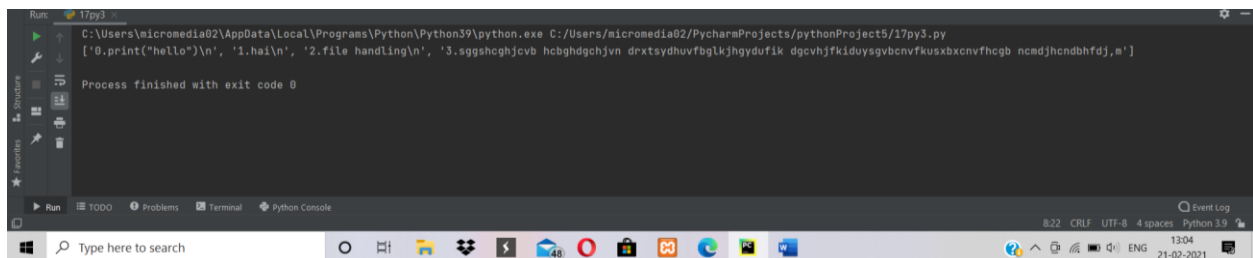 Run: 17py3
C:\Users\micromedia02\AppData\Local\Programs\Python\Python39\python.exe C:/Users/micromedia02/PycharmProjects/pythonProject5/17py3.py
['0.print("hello")\n', '1.hai\n', '2.file handling\n', '3.sggshcghjcvb hcbghdgchjvn drxtsydhuvfbglkjhgydufik dgcvhjfkiduysgvbcnvfkusxbxcnvfhcgb ncmdjhcndbhfdj,m']
Process finished with exit code 0
Structure
Favorites
Run TODO Problems Terminal Python Console Event Log
8:22 CRLF UTF-8 4 spaces Python 3.9
Type here to search 48 ENG 13:04
21-02-2021